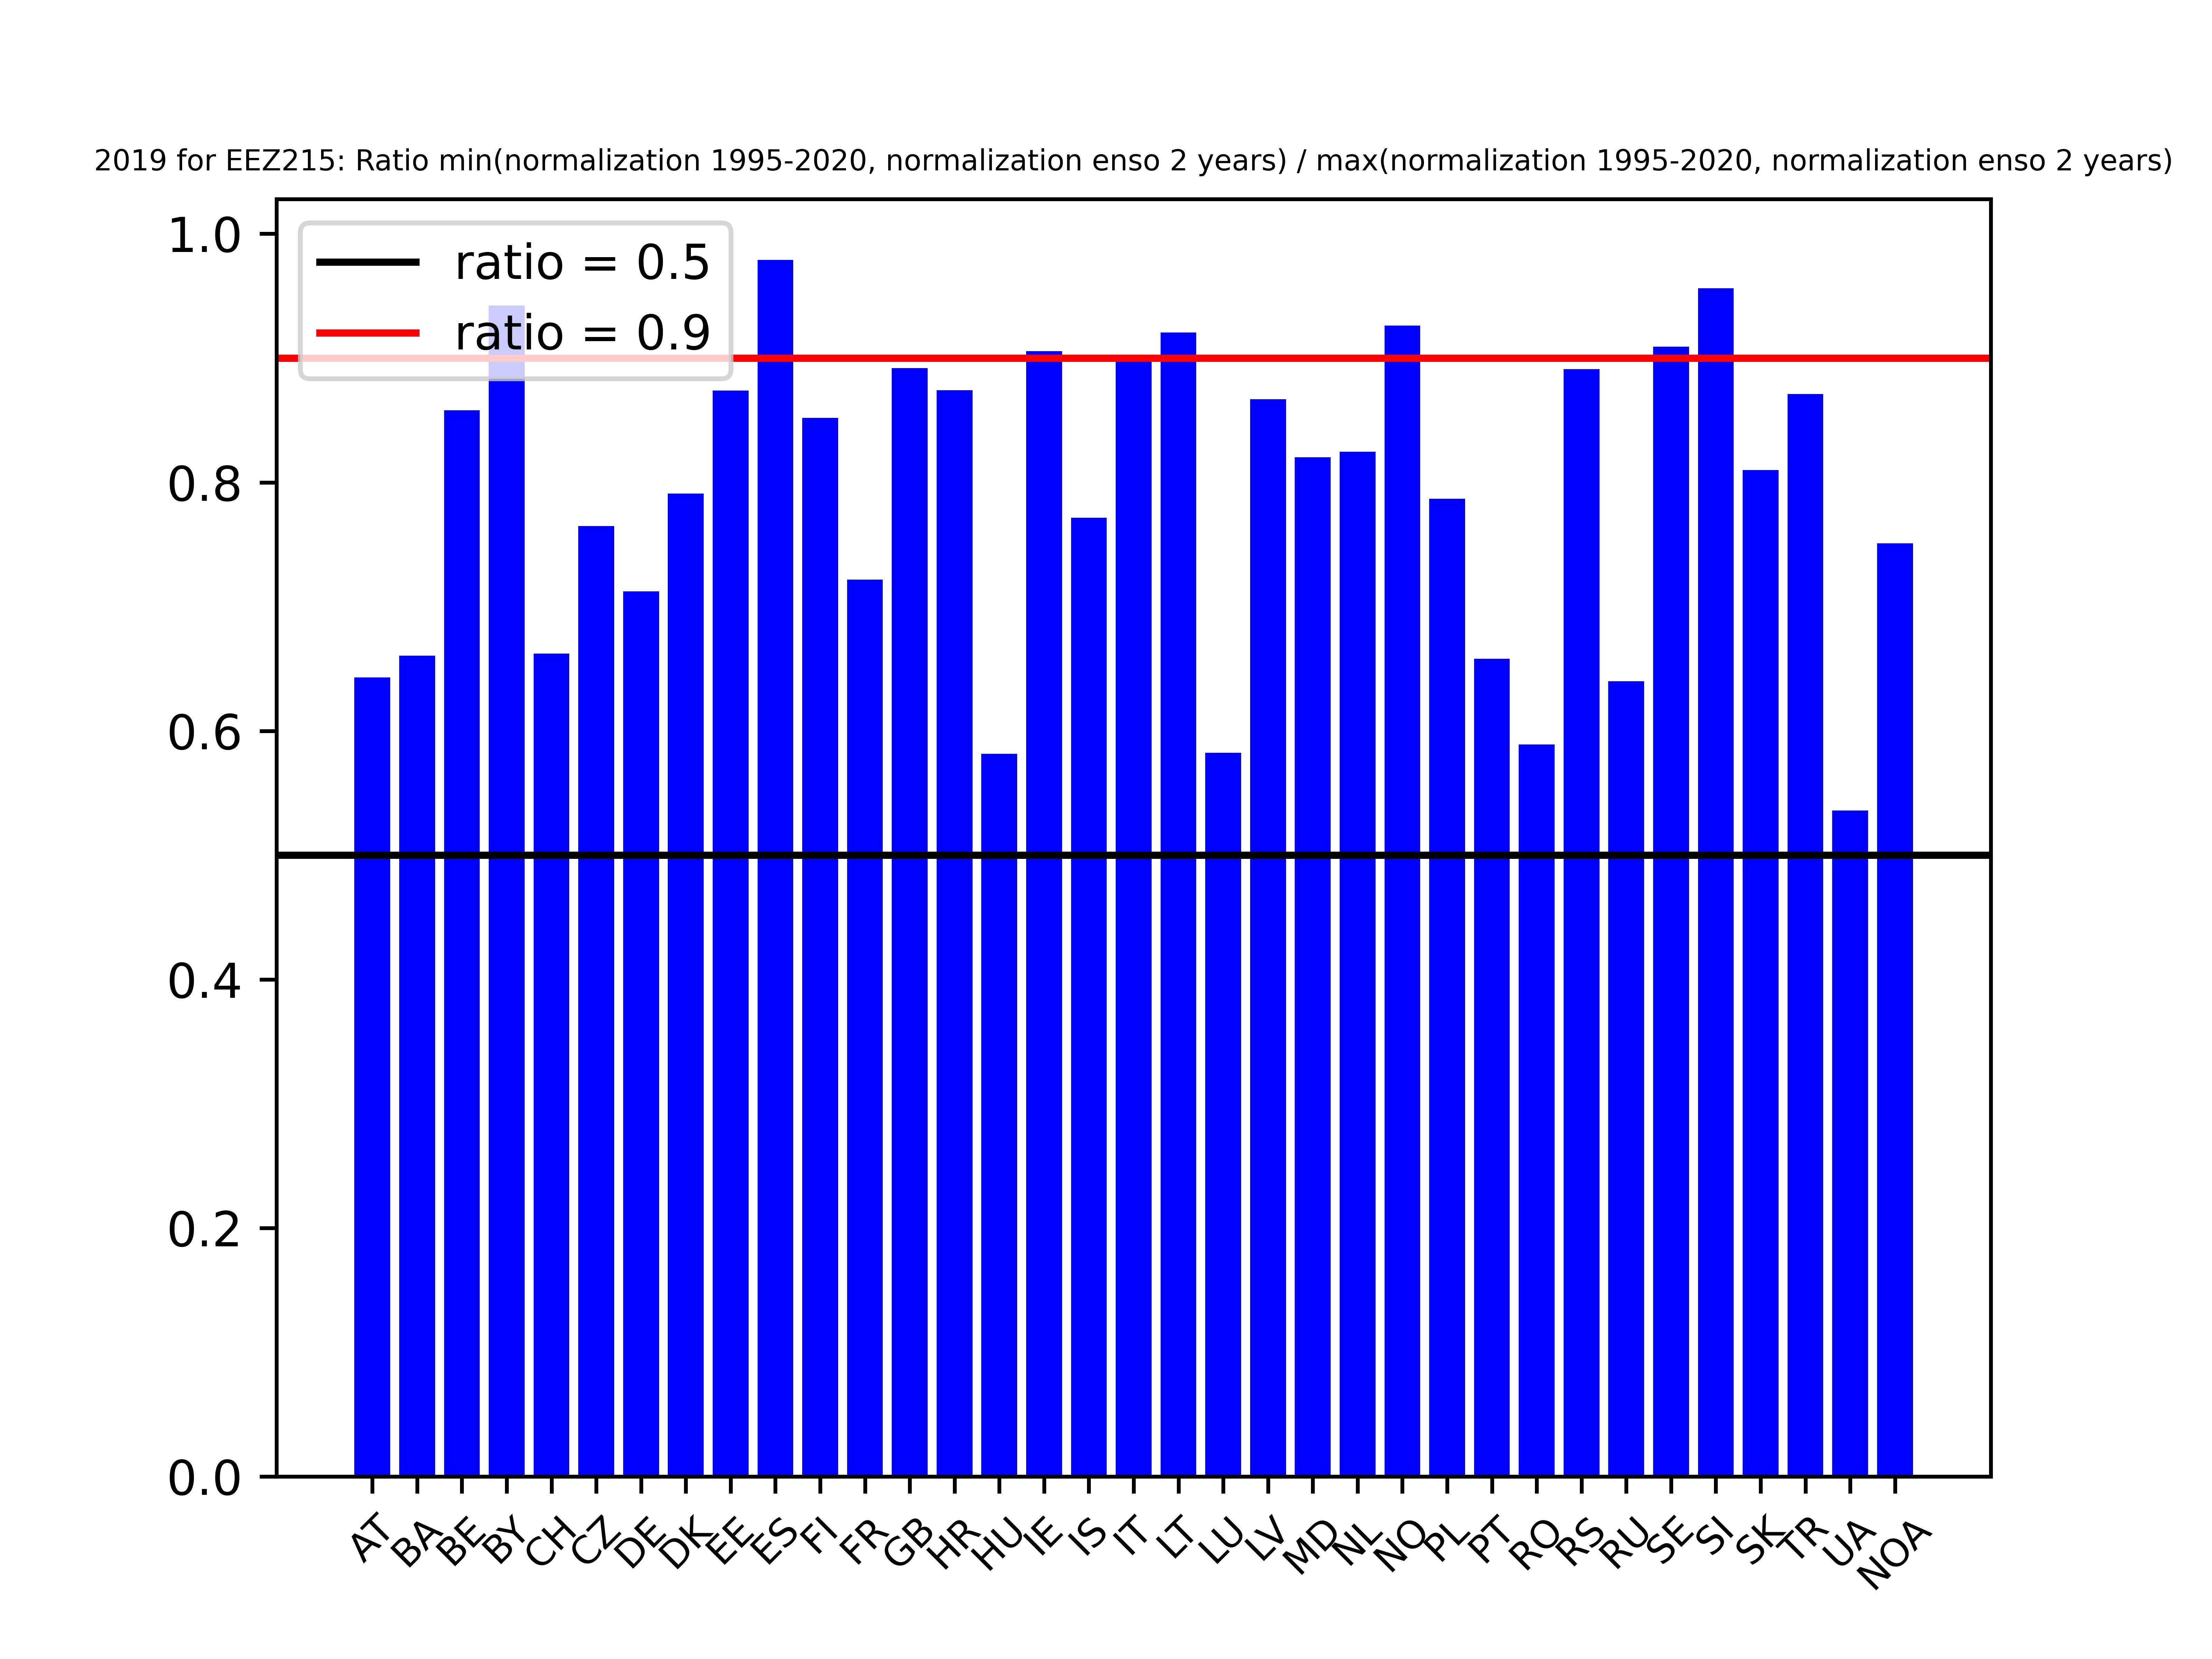 2019 for EEZ215: Ratio min(normalization 1995-2020, normalization enso 2 years) / max(normalization 1995-2020, normalization enso 2 years)
ratio = 0.5
ratio = 0.9
1.0
0.8
0.6
0.4
0.2
0.0
AT BA BE BY CH CZ DE DK EE ES FI FR GB HR HU IE IS IT LT LU LV MD NL NO PL PT RO RS RU SE SI SK TR UA NOA